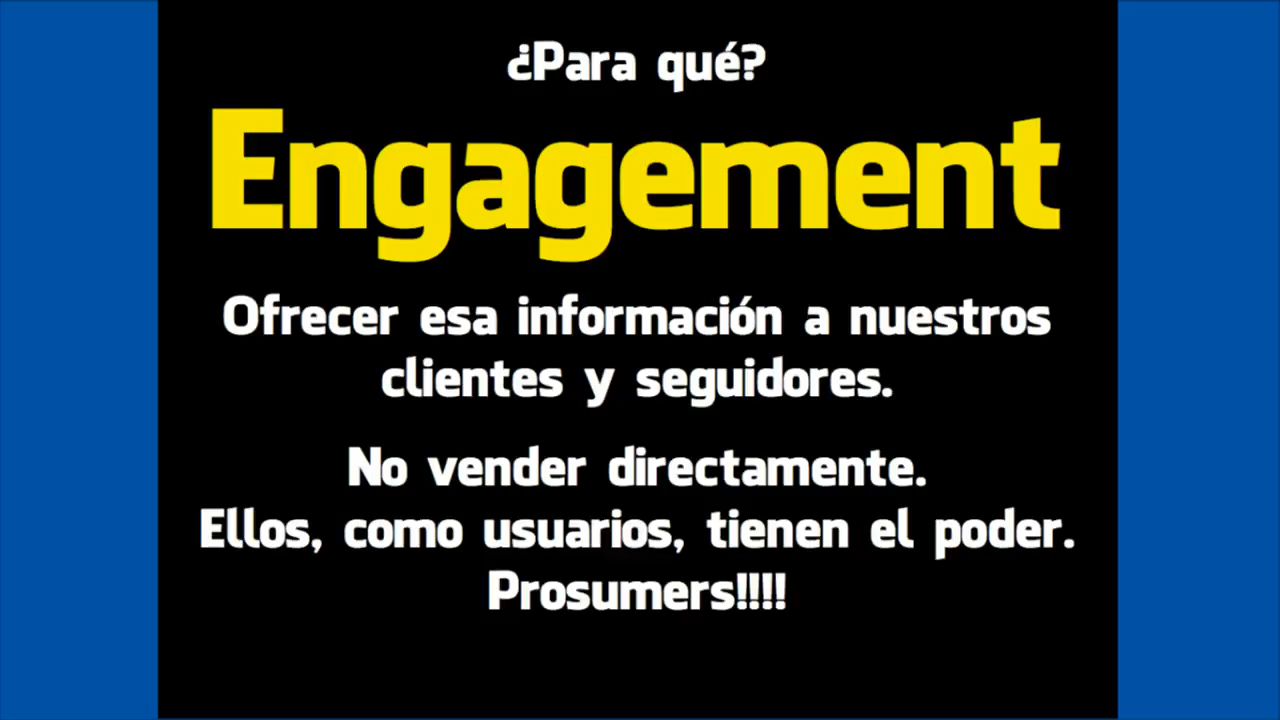 ¿Para qué?
Engagement
Ofrecer esa información a nuestros
clientes y seguidores.
No vender directamente.
Ellos, como usuarios, tienen el poder.
Prosumers!!!!